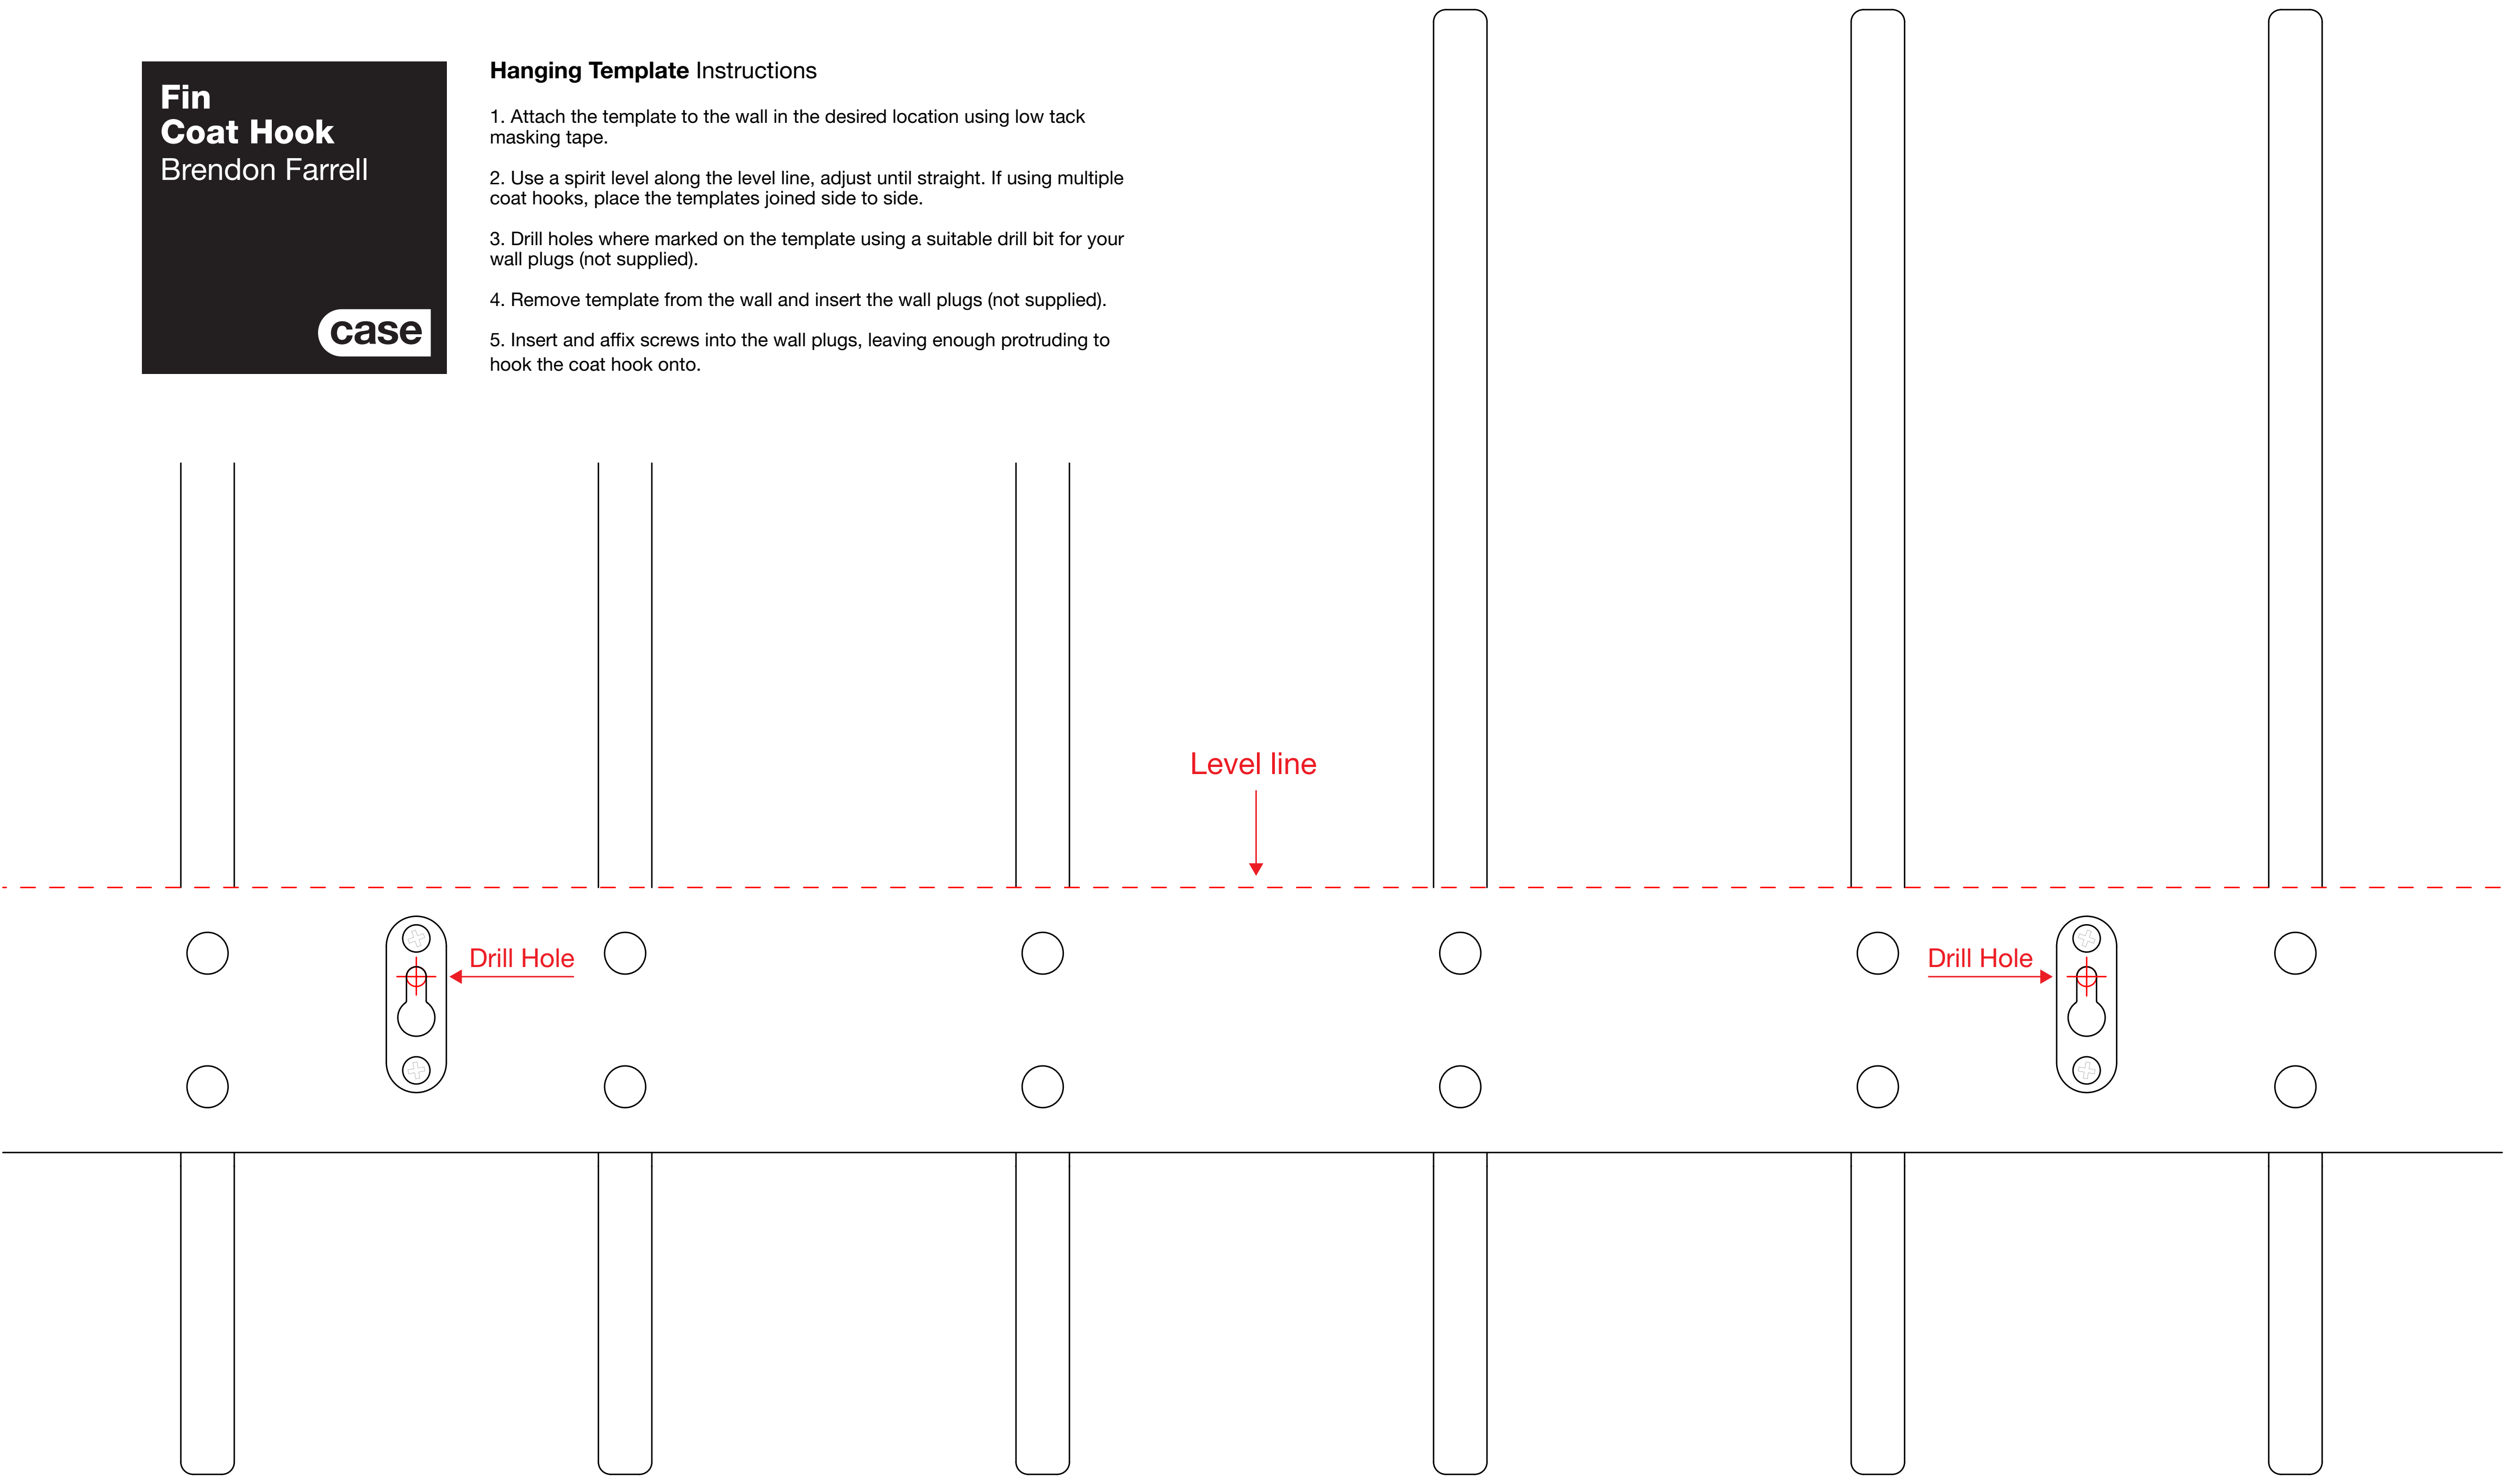 Fin
Coat Hook
Brendon Farrell
case
Hanging Template Instructions
1. Attach the template to the wall in the desired location using low tack
masking tape.
2. Use a spirit level along the level line, adjust until straight. If using multiple
coat hooks, place the templates joined side to side.
3. Drill holes where marked on the template using a suitable drill bit for your
wall plugs (not supplied).
4. Remove template from the wall and insert the wall plugs (not supplied).
5. Insert and affix screws into the wall plugs, leaving enough protruding to
hook the coat hook onto.
Level line
Drill Hole
Drill Hole